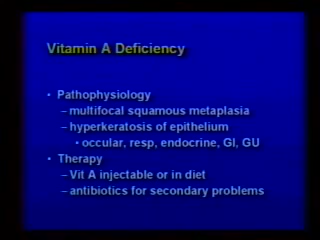 Vitamin A Deficiency
• Pathophysiology
– multifocal squamous metaplasia
– hyperkeratosis of epithelium
• occular, resp, endocrine, GI, GU
• Therapy
– Vit A injectable or in diet
– antibiotics for secondary problems